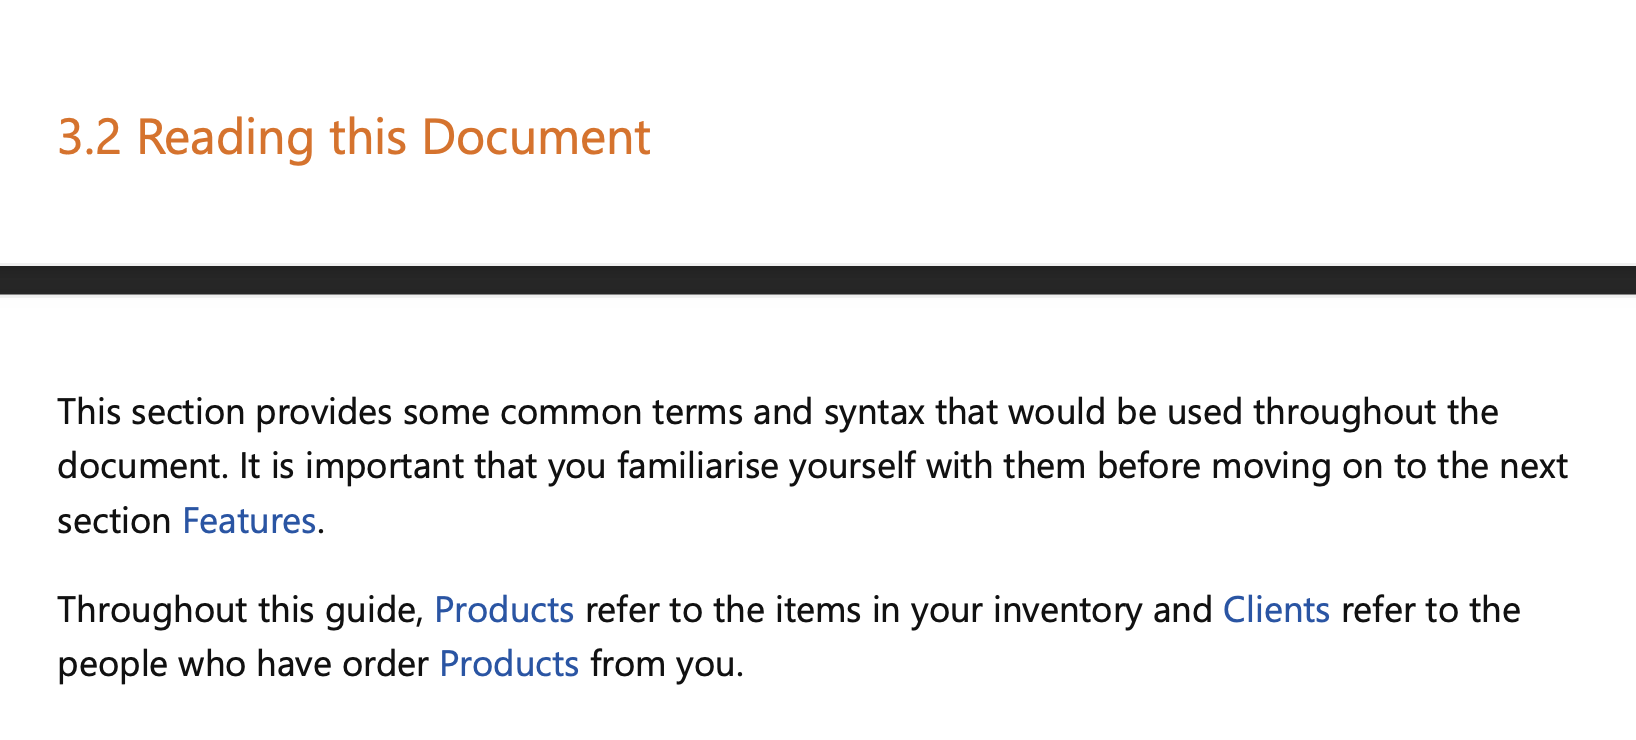 3.2 Reading this Document
This section provides some common terms and syntax that would be used throughout the
document. It is important that you familiarise yourself with them before moving on to the next
section Features.
Throughout this guide, Products refer to the items in your inventory and Clients refer to the
people who have order Products from you.